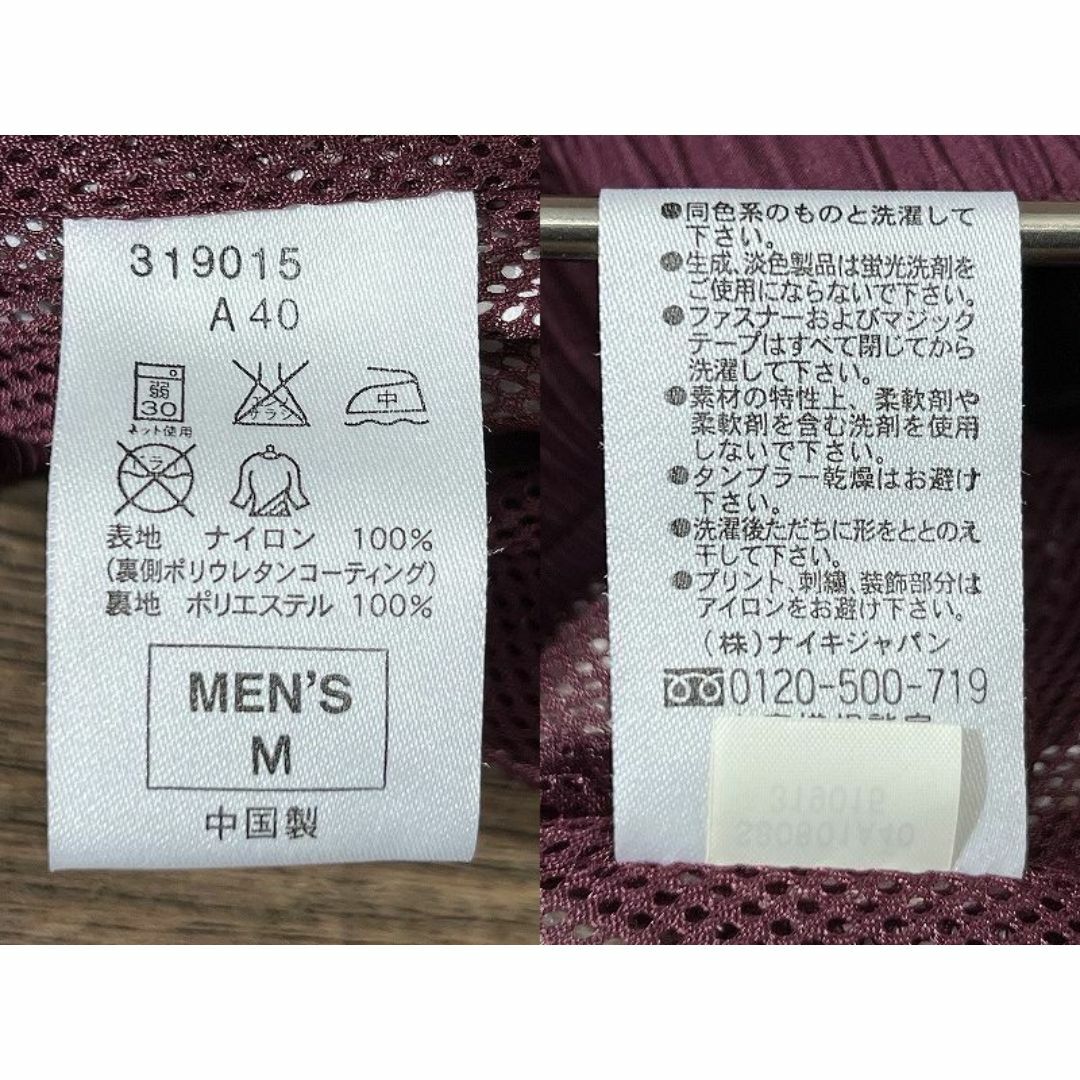 319015
A 40
弱
30
ネット使用
中
表地 ナイロン 100%
(裏側ポリウレタンコーティング)
裏地 ポリエステル 100%
MEN'S
M
中国製
●同色系のものと洗濯して
下さい。
●生成、淡色製品は蛍光洗剤を
ご使用にならないで下さい。
●ファスナーおよびマジック
テープはすべて閉じてから
洗濯して下さい。
●素材の特性上、柔軟剤や
柔軟剤を含む洗剤を使用
しないで下さい。
●タンブラー乾燥はお避け
下さい。
●洗濯後ただちに形をととのえ
干して下さい。
●プリント、刺繍、装飾部分は
アイロンをお避け下さい。
(株)ナイキジャパン
0120-500-719